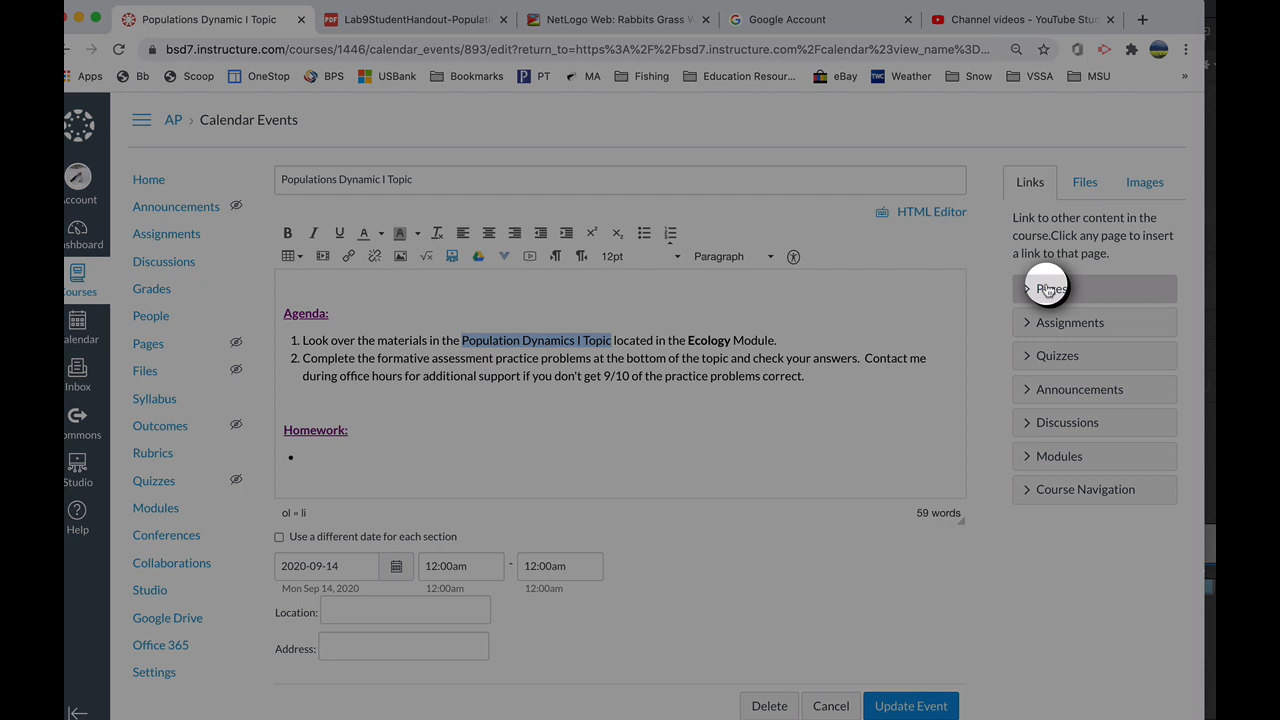 Populations Dynamic I Topic
Lab9StudentHandout-Populati
NetLogo Web: Rabbits Grass W
Google Account
Channel videos - YouTube Stu
bsd7.instructure.com/courses/1446/calendar_events/893/edit?return_to=https%3A%2F%2Fbsd7.instructure.com%2Fcalendar%23view_name%3D...
Apps Bb Scoop OneStop BPS USBank Bookmarks PT MA Fishing Education Resour... eBay Weather Snow VSSA MSU »
AP › Calendar Events
Account
ashboard
Courses
alendar
Inbox
ommons
Studio
Help
Home
Announcements
Assignments
Discussions
Grades
People
Pages
Files
Syllabus
Outcomes
Rubrics
Quizzes
Modules
Conferences
Collaborations
Studio
Google Drive
Office 365
Settings
Populations Dynamic I Topic
HTML Editor
12pt Paragraph
Agenda:
1. Look over the materials in the Population Dynamics I Topic located in the Ecology Module.
2. Complete the formative assessment practice problems at the bottom of the topic and check your answers. Contact me
during office hours for additional support if you don't get 9/10 of the practice problems correct.
Homework:
ol » li
59 words
Use a different date for each section
2020-09-14 12:00am - 12:00am
Mon Sep 14, 2020 12:00am 12:00am
Location:
Address:
Delete Cancel Update Event
Links Files Images
Link to other content in the
course.Click any page to insert
a link to that page.
Pages
Assignments
Quizzes
Announcements
Discussions
Modules
Course Navigation